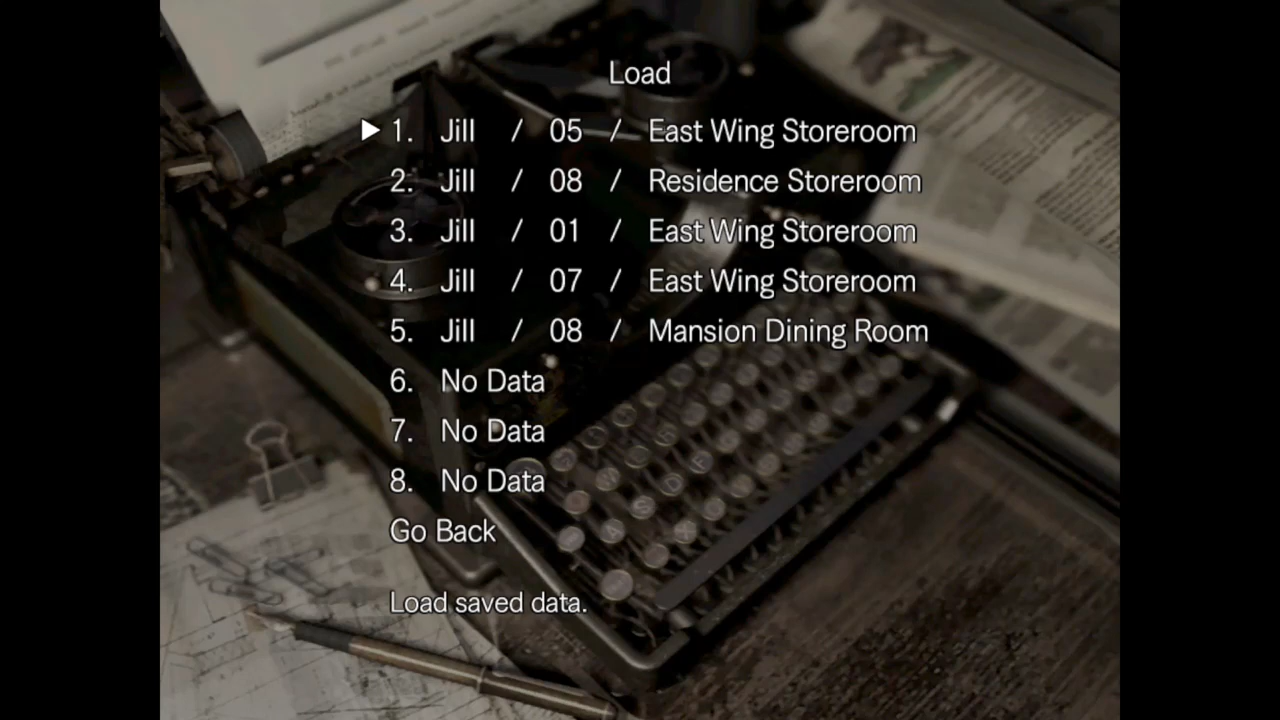 Load
1. Jill / 05 / East Wing Storeroom
2. Jill / 08 / Residence Storeroom
3. Jill / 01 / East Wing Storeroom
4. Jill / 07 / East Wing Storeroom
5. Jill / 08 / Mansion Dining Room
6. No Data
7. No Data
8. No Data
Go Back
Load saved data.